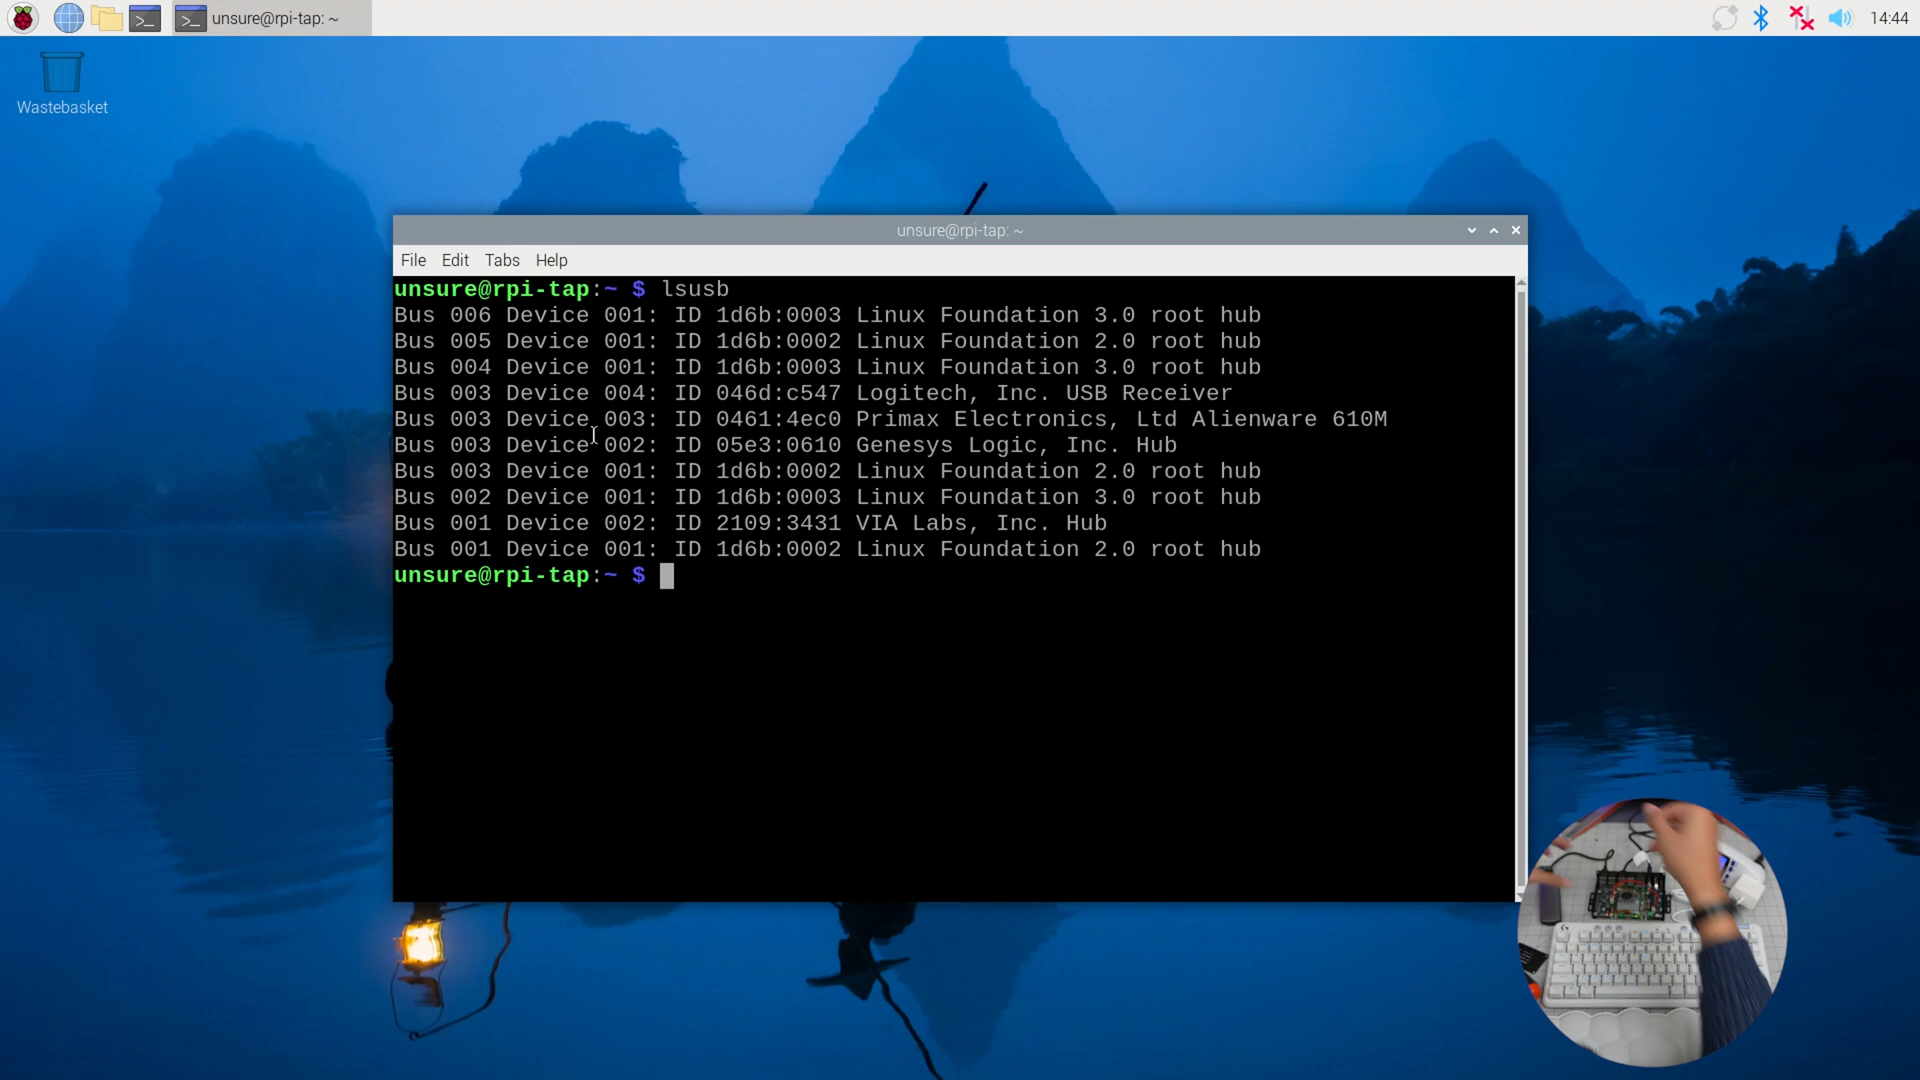 unsure@rpi-tap: ~
14:44
Wastebasket
unsure@rpi-tap: ~
File Edit Tabs Help
unsure@rpi-tap:~ $ lsusb
Bus 006 Device 001: ID 1d6b:0003 Linux Foundation 3.0 root hub
Bus 005 Device 001: ID 1d6b:0002 Linux Foundation 2.0 root hub
Bus 004 Device 001: ID 1d6b:0003 Linux Foundation 3.0 root hub
Bus 003 Device 004: ID 046d:c547 Logitech, Inc. USB Receiver
Bus 003 Device 003: ID 0461:4ec0 Primax Electronics, Ltd Alienware 610M
Bus 003 Device 002: ID 05e3:0610 Genesys Logic, Inc. Hub
Bus 003 Device 001: ID 1d6b:0002 Linux Foundation 2.0 root hub
Bus 002 Device 001: ID 1d6b:0003 Linux Foundation 3.0 root hub
Bus 001 Device 002: ID 2109:3431 VIA Labs, Inc. Hub
Bus 001 Device 001: ID 1d6b:0002 Linux Foundation 2.0 root hub
unsure@rpi-tap:~ $